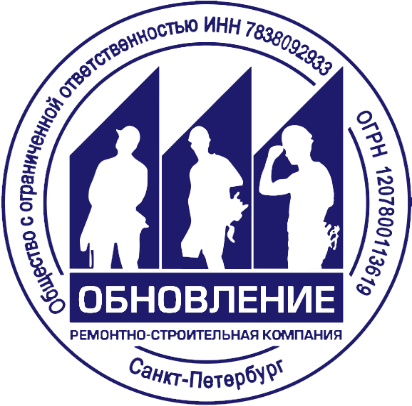 Общество с ограниченной ответственностью ИНН 7838092933
ОГРН 1207800113619
ОБНОВЛЕНИЕ
РЕМОНТНО-СТРОИТЕЛЬНАЯ КОМПАНИЯ
Санкт-Петербург